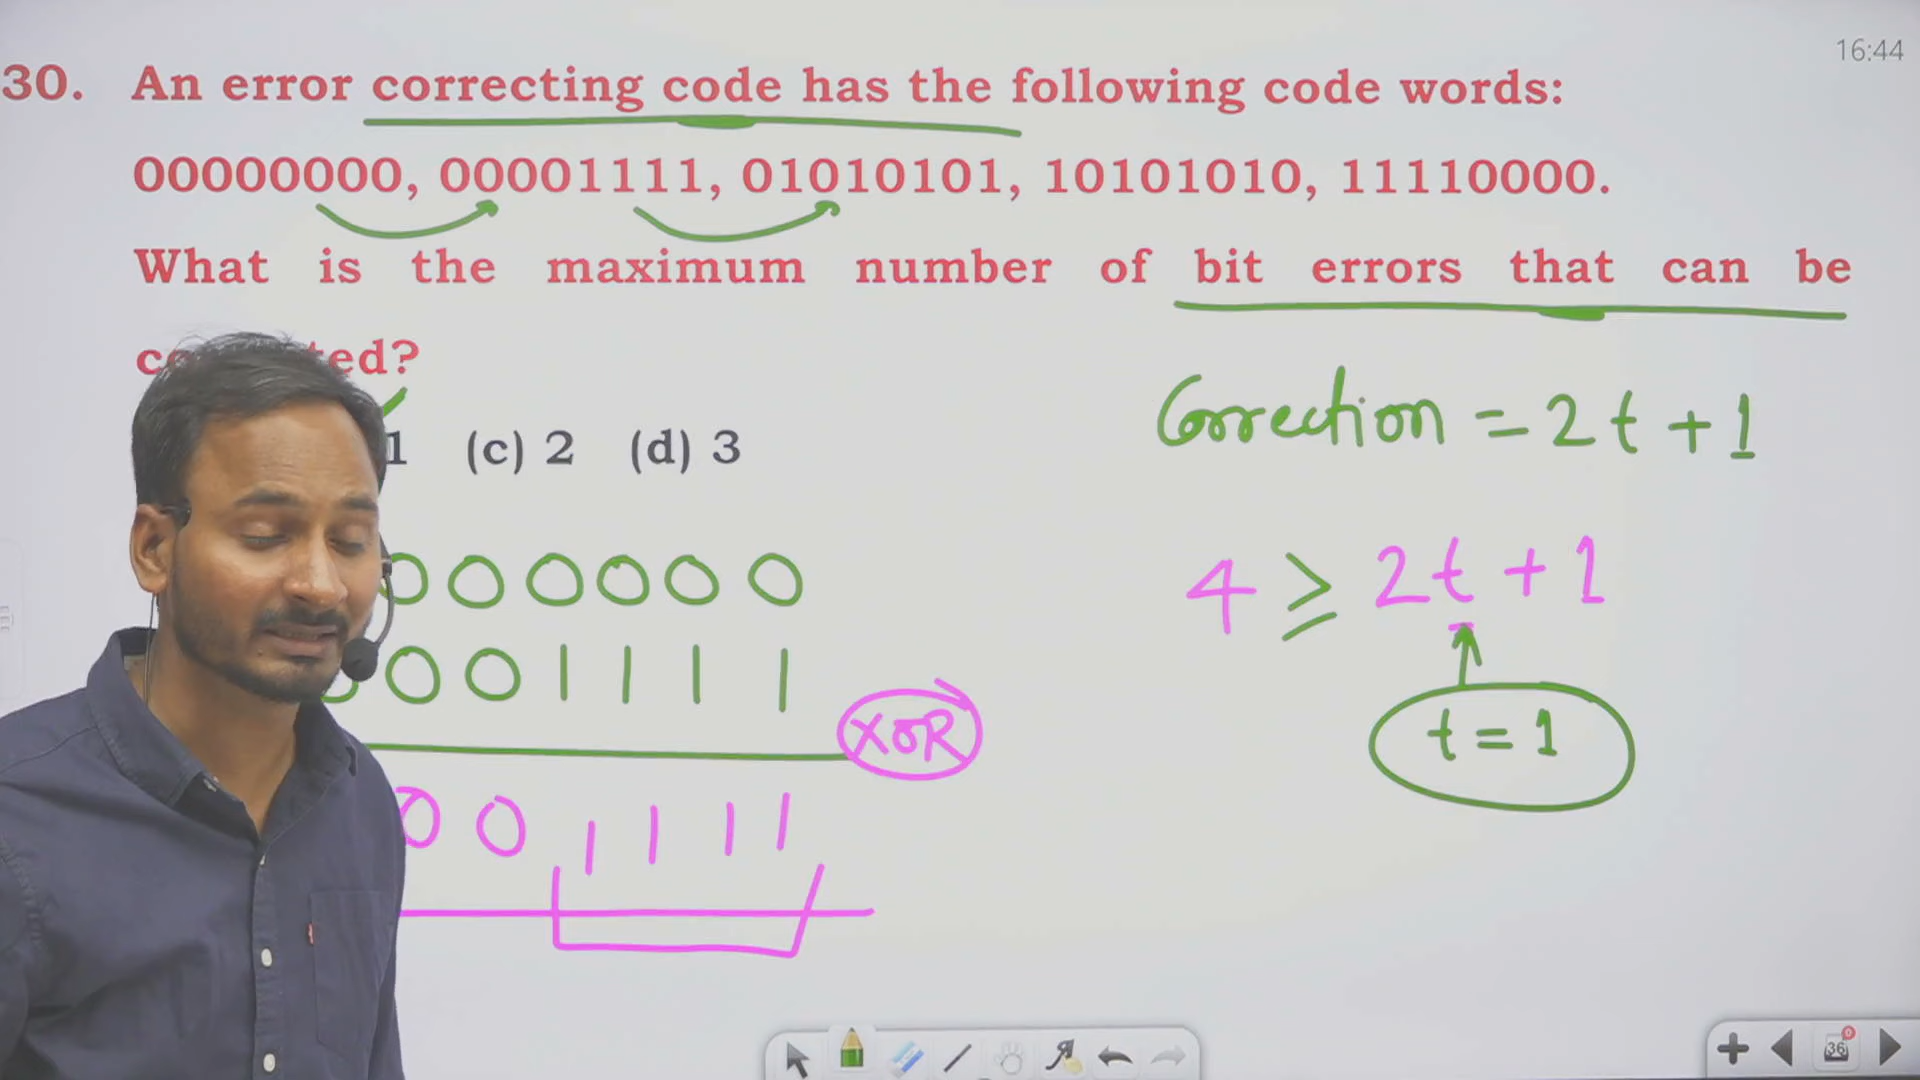 16:44
30. An error correcting code has the following code words:
00000000, 00001111, 01010101, 10101010, 11110000.
What is the maximum number of bit errors that can be
ed?
1 (c) 2 (d) 3
Correction = 2t + 1
000000
4 ≥ 2t + 1
0001111
XOR
t = 1
001111
36